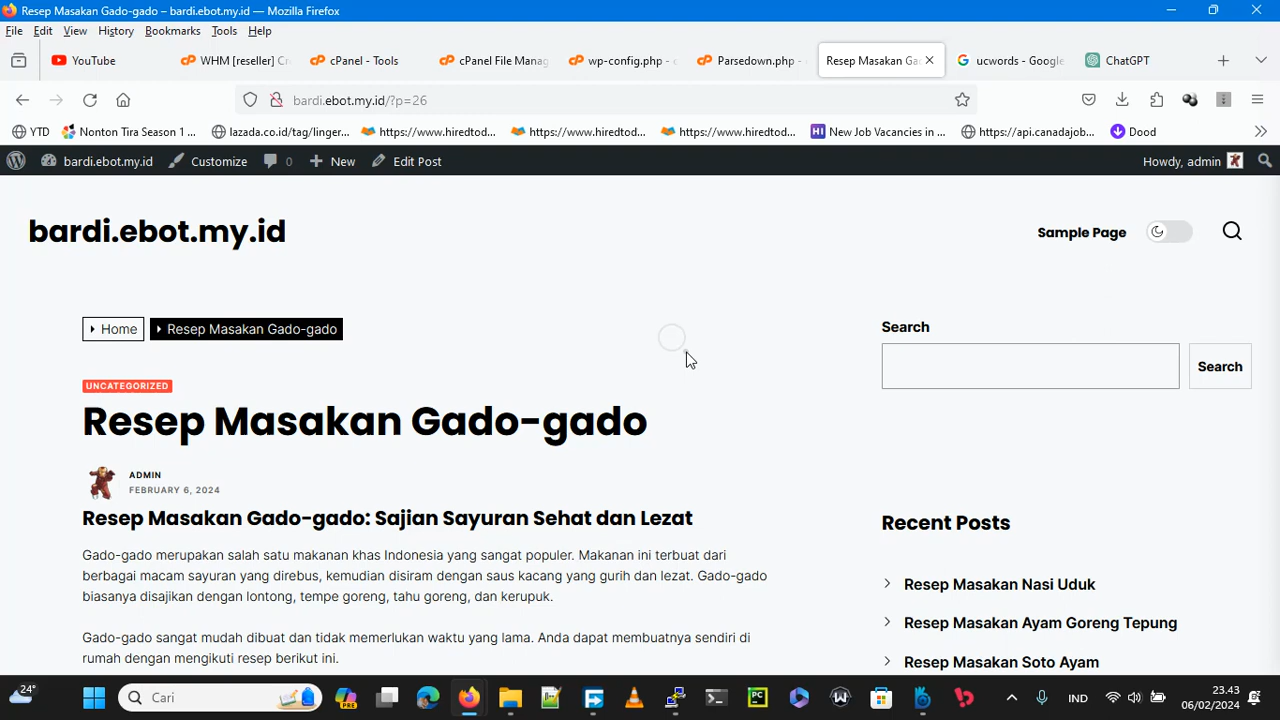 Resep Masakan Gado-gado – bardi.ebot.my.id — Mozilla Firefox
File Edit View History Bookmarks Tools Help
YouTube WHM [reseller] Cr cPanel - Tools cPanel File Manag wp-config.php - c Parsedown.php - Resep Masakan Ga ucwords - Google ChatGPT
bardi.ebot.my.id/?p=26
YTD Nonton Tira Season 1 ... lazada.co.id/tag/linger... https://www.hiredtod... https://www.hiredtod... https://www.hiredtod... HI New Job Vacancies in ... https://api.canadajob... Dood
bardi.ebot.my.id Customize 0 New Edit Post Howdy, admin
bardi.ebot.my.id
Sample Page
Home Resep Masakan Gado-gado
UNCATEGORIZED
Resep Masakan Gado-gado
ADMIN
FEBRUARY 6, 2024
Resep Masakan Gado-gado: Sajian Sayuran Sehat dan Lezat
Gado-gado merupakan salah satu makanan khas Indonesia yang sangat populer. Makanan ini terbuat dari
berbagai macam sayuran yang direbus, kemudian disiram dengan saus kacang yang gurih dan lezat. Gado-gado
biasanya disajikan dengan lontong, tempe goreng, tahu goreng, dan kerupuk.
Gado-gado sangat mudah dibuat dan tidak memerlukan waktu yang lama. Anda dapat membuatnya sendiri di
rumah dengan mengikuti resep berikut ini.
Search
Search
Recent Posts
Resep Masakan Nasi Uduk
Resep Masakan Ayam Goreng Tepung
Resep Masakan Soto Ayam
24° Cari PRE PC IND 23.43
06/02/2024